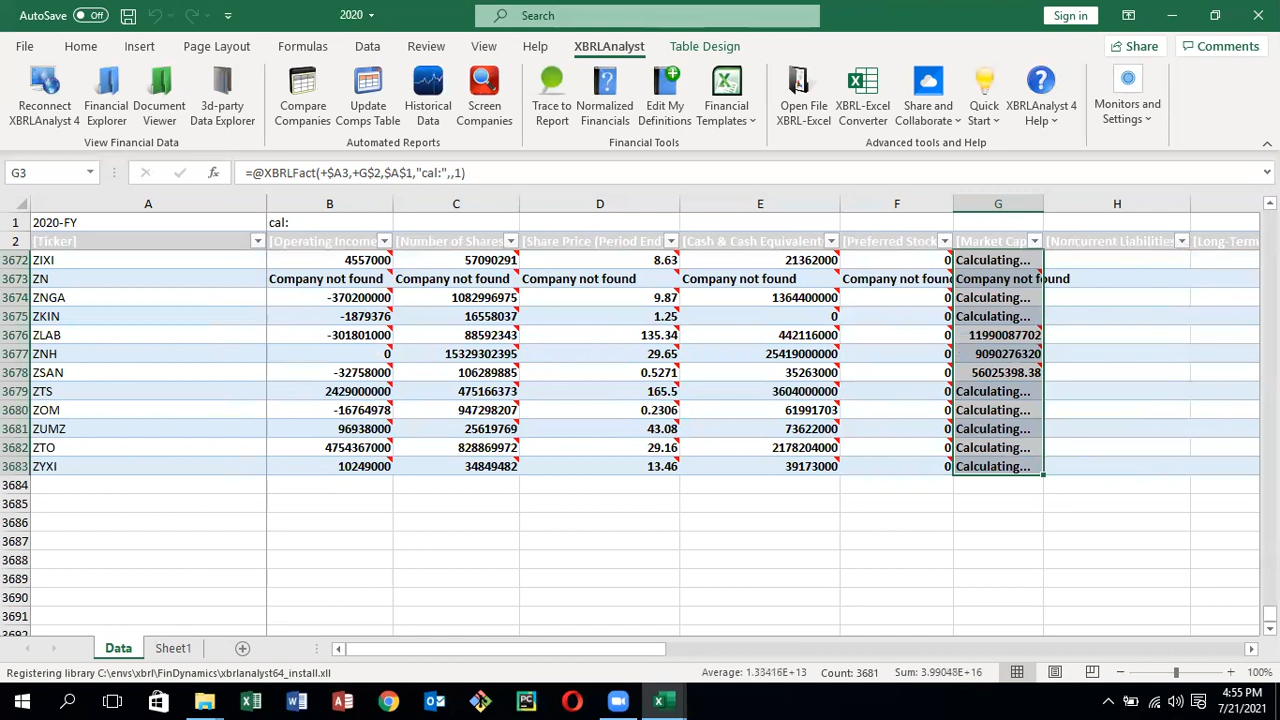 AutoSave Off 2020 Search Sign in
File Home Insert Page Layout Formulas Data Review View Help XBRLAnalyst Table Design Share Comments
Reconnect XBRLAnalyst 4
Financial Explorer
Document Viewer
3d-party Data Explorer
Compare Companies
Update Comps Table
Historical Data
Screen Companies
Trace to Report
Normalized Financials
Edit My Definitions
Financial Templates
Open File XBRL-Excel
XBRL-Excel Converter
Share and Collaborate
Quick Start
XBRLAnalyst 4 Help
Monitors and Settings
View Financial Data Automated Reports Financial Tools Advanced tools and Help
G3 fx =@XBRLFact(+$A3,+G$2,$A$1,"cal:",,1)
A B C D E F G H
1 2020-FY cal:
2 [Ticker] [Operating Income [Number of Shares [Share Price (Period End [Cash & Cash Equivalent [Preferred Stock [Market Cap [Noncurrent Liabilities [Long-Term
3672 ZIXI 4557000 57090291 8.63 21362000 0 Calculating...
3673 ZN Company not found Company not found Company not found Company not found Company not found Company not found
3674 ZNGA -370200000 1082996975 9.87 1364400000 0 Calculating...
3675 ZKIN -1879376 16558037 1.25 0 0 Calculating...
3676 ZLAB -301801000 88592343 135.34 442116000 0 11990087702
3677 ZNH 0 15329302395 29.65 25419000000 0 9090276320
3678 ZSAN -32758000 106289885 0.5271 35263000 0 56025398.38
3679 ZTS 2429000000 475166373 165.5 3604000000 0 Calculating...
3680 ZOM -16764978 947298207 0.2306 61991703 0 Calculating...
3681 ZUMZ 96938000 25619769 43.08 73622000 0 Calculating...
3682 ZTO 4754367000 828869972 29.16 2178204000 0 Calculating...
3683 ZYXI 10249000 34849482 13.46 39173000 0 Calculating...
3684
3685
3686
3687
3688
3689
3690
3691
3692
Data Sheet1
Registering library C:\envs\xbrl\FinDynamics\xbrlanalyst64_install.xll Average: 1.33416E+13 Count: 3681 Sum: 3.99048E+16 100%
4:55 PM
7/21/2021